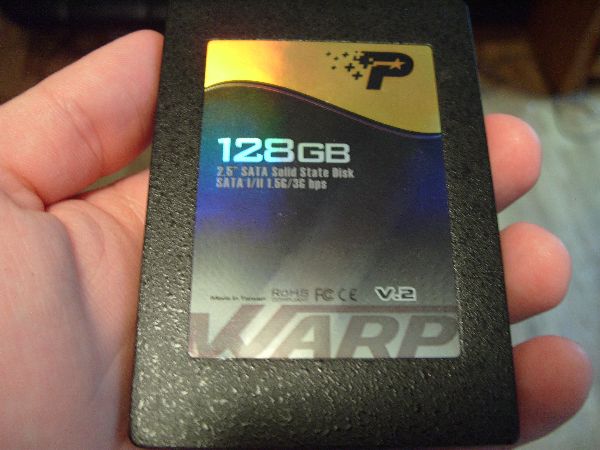 P
128GB
2.5" SATA Solid State Disk
SATA I/II 1.5G/3G bps
Made in Taiwan RoHS COMPLIANT FC CE V.2
WARP